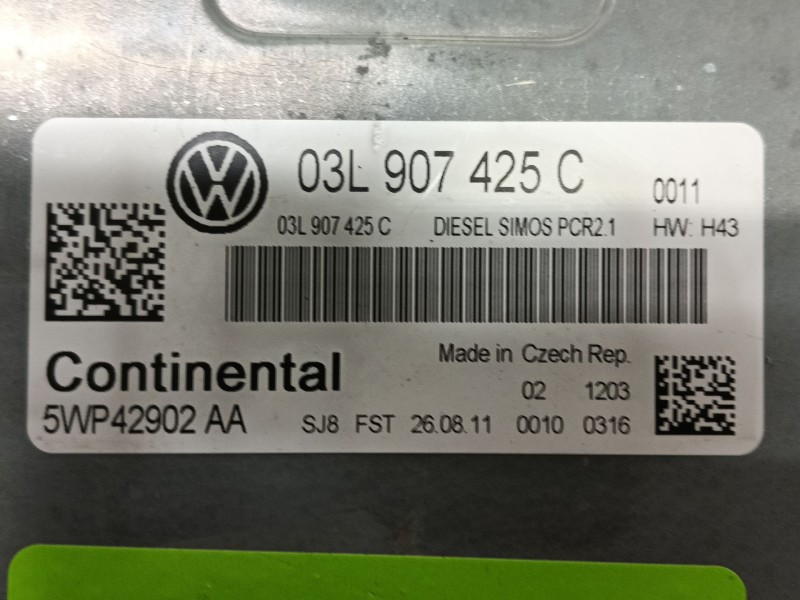 03L 907 425 C 0011
03L 907 425 C DIESEL SIMOS PCR2.1 HW: H43
Continental Made in Czech Rep.
02 1203
5WP42902 AA SJ8 FST 26.08.11 0010 0316